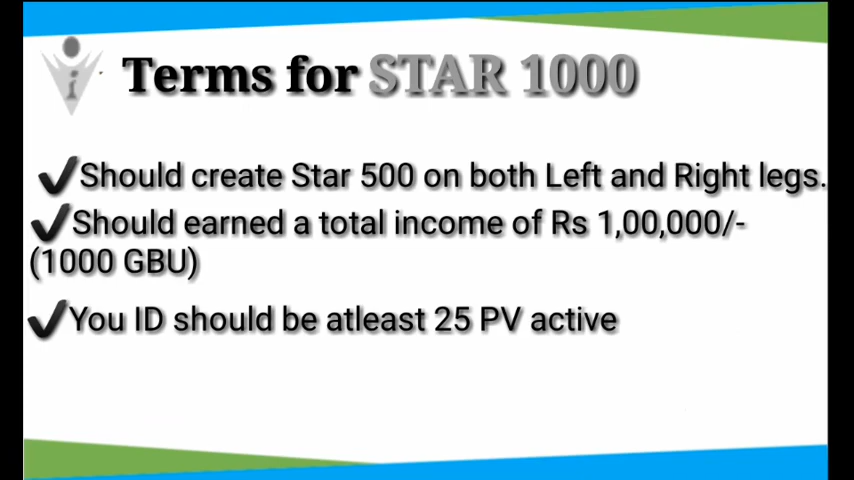 i
Terms for STAR 1000
✔Should create Star 500 on both Left and Right legs.
✔Should earned a total income of Rs 1,00,000/-
(1000 GBU)
✔You ID should be atleast 25 PV active